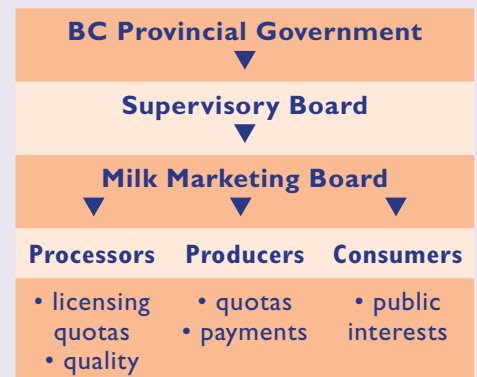 BC Provincial Government
Supervisory Board
Milk Marketing Board
Processors Producers Consumers
• licensing quotas
• quality
• quotas
• payments
• public interests